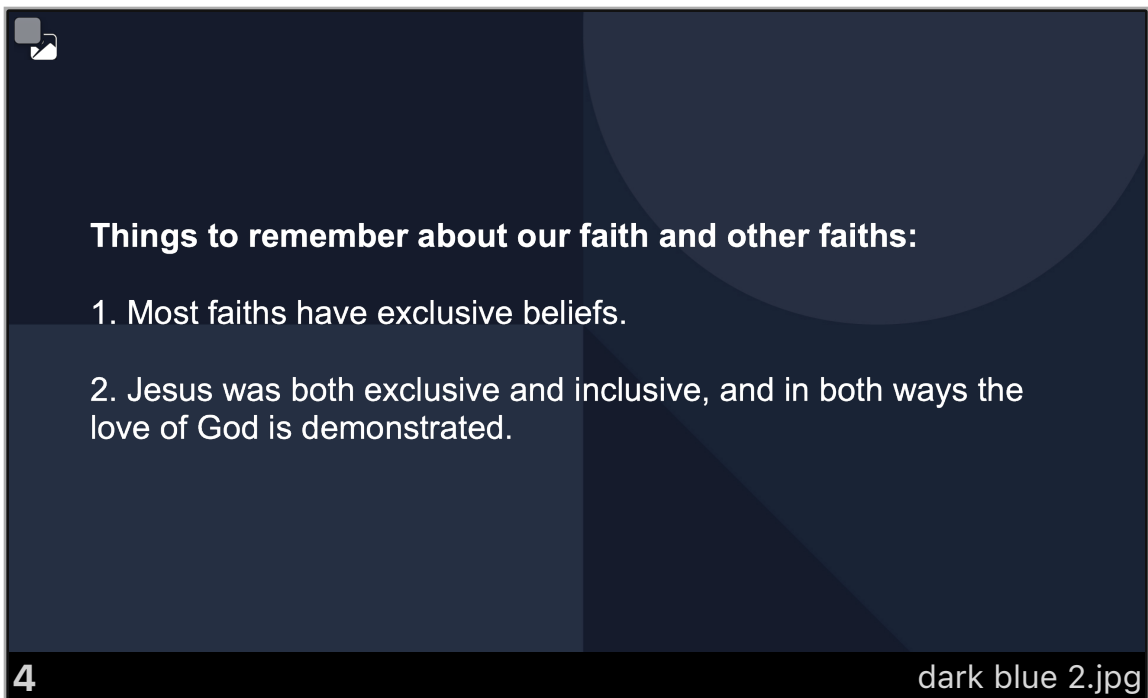 Things to remember about our faith and other faiths:
1. Most faiths have exclusive beliefs.
2. Jesus was both exclusive and inclusive, and in both ways the
love of God is demonstrated.
4
dark blue 2.jpg